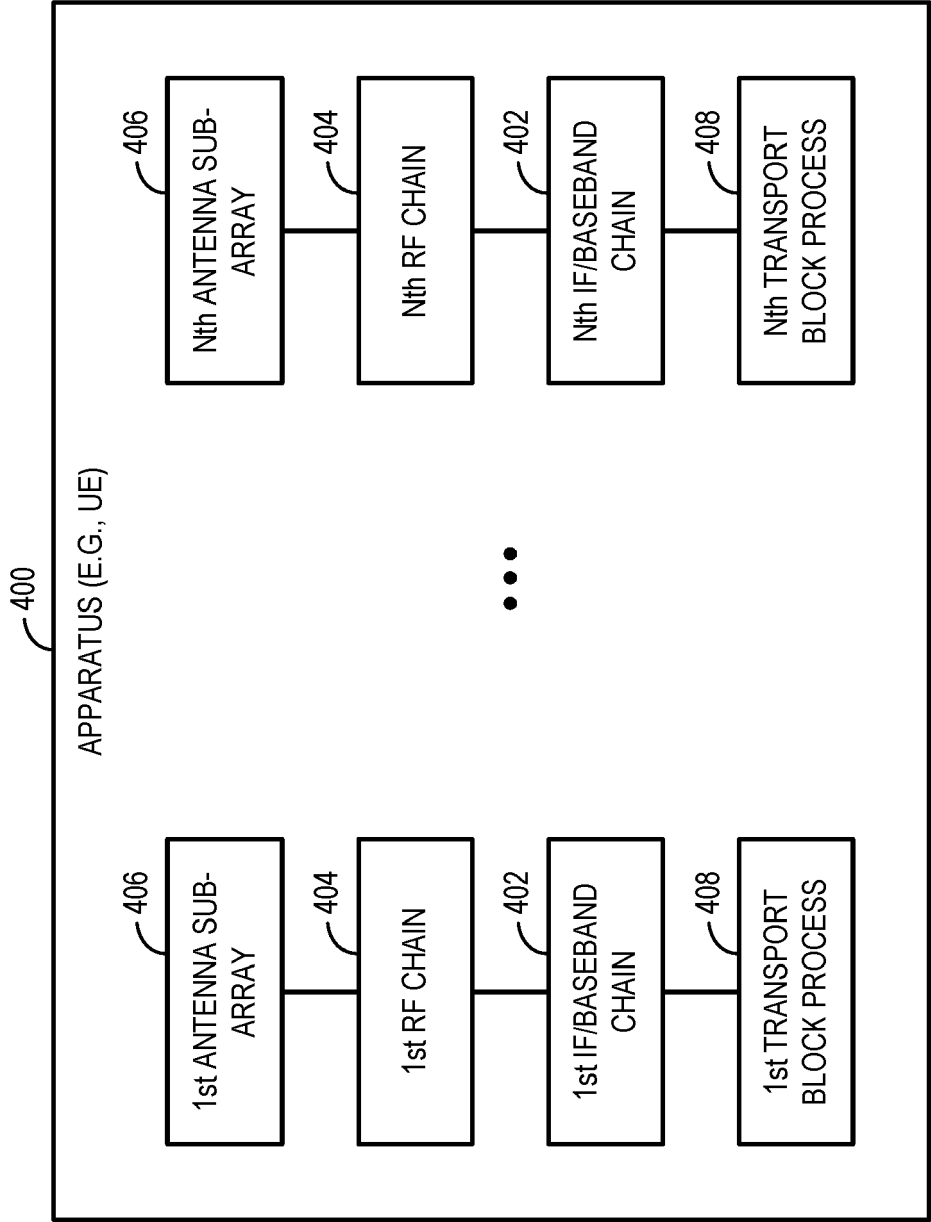 400
APPARATUS (E.G., UE)
406
1st ANTENNA SUB-
ARRAY
406
Nth ANTENNA SUB-
ARRAY
404
1st RF CHAIN
404
Nth RF CHAIN
402
1st IF/BASEBAND
CHAIN
402
Nth IF/BASEBAND
CHAIN
408
1st TRANSPORT
BLOCK PROCESS
408
Nth TRANSPORT
BLOCK PROCESS